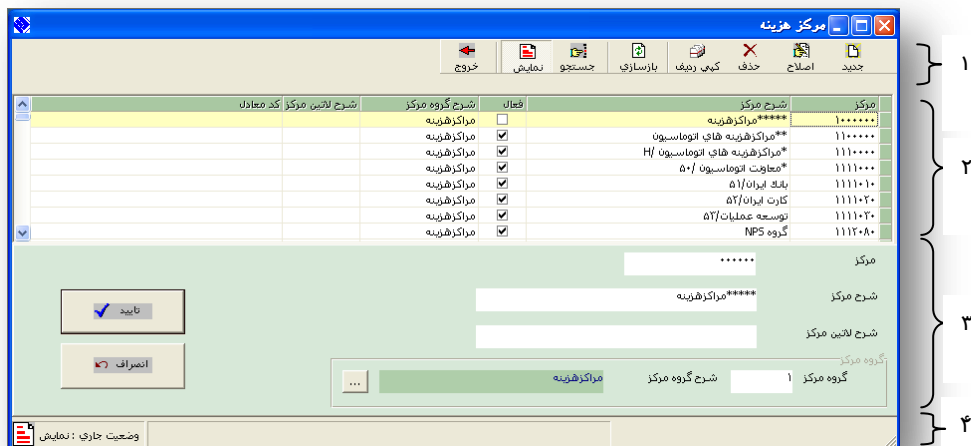 مرکز هزینه
جدید اصلاح حذف کپی ردیف بازسازي جستجو نمایش خروج
مرکز شرح مرکز فعال شرح گروه مرکز شرح لاتین مرکز کد معادل
۱۰۰۰۰۰۰ *****مراکزهزینه مراکزهزینه
۱۱۰۰۰۰۰ **مراکزهزینه هاي اتوماسیون مراکزهزینه
۱۱۱۰۰۰۰ *مراکزهزینه هاي اتوماسیون /H مراکزهزینه
۱۱۱۱۰۰۰ *معاونت اتوماسیون /۵۰ مراکزهزینه
۱۱۱۱۰۱۰ بانك ایران/۵۱ مراکزهزینه
۱۱۱۱۰۲۰ کارت ایران/۵۲ مراکزهزینه
۱۱۱۱۰۳۰ توسعه عملیات/۵۳ مراکزهزینه
۱۱۱۲۰۸۰ گروه NPS مراکزهزینه
مرکز ۰۰۰۰۰۰
شرح مرکز *****مراکزهزینه
شرح لاتین مرکز
گروه مرکز
گروه مرکز ۱ شرح گروه مرکز مراکزهزینه ...
تایید
انصراف
وضعیت جاري : نمایش
۱
۲
۳
۴